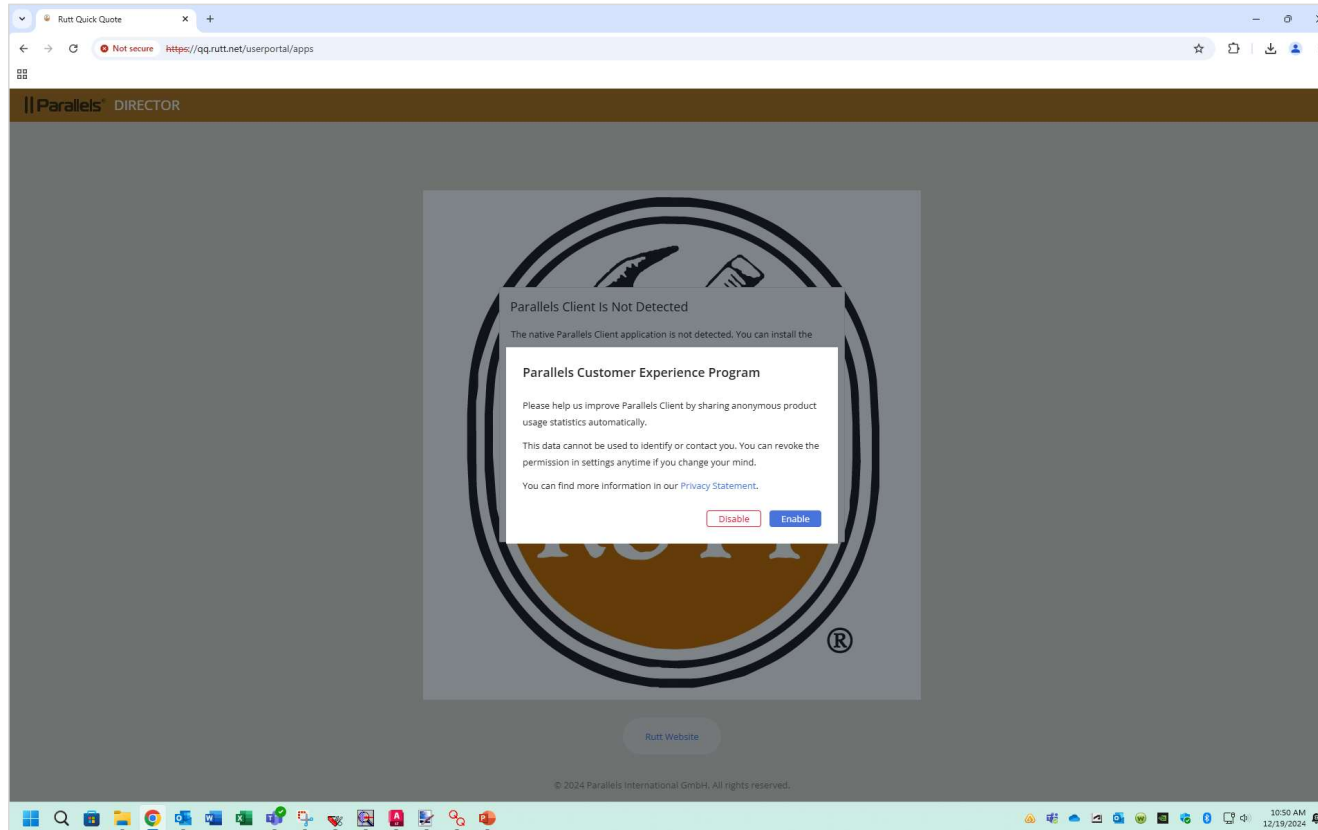 Rutt Quick Quote
Not secure https://qq.rutt.net/userportal/apps
Parallels® DIRECTOR
Parallels Client Is Not Detected
The native Parallels Client application is not detected. You can install the
Parallels Customer Experience Program
Please help us improve Parallels Client by sharing anonymous product
usage statistics automatically.
This data cannot be used to identify or contact you. You can revoke the
permission in settings anytime if you change your mind.
You can find more information in our Privacy Statement.
Disable Enable
RUTT
®
Rutt Website
© 2024 Parallels International GmbH. All rights reserved.
10:50 AM
12/19/2024